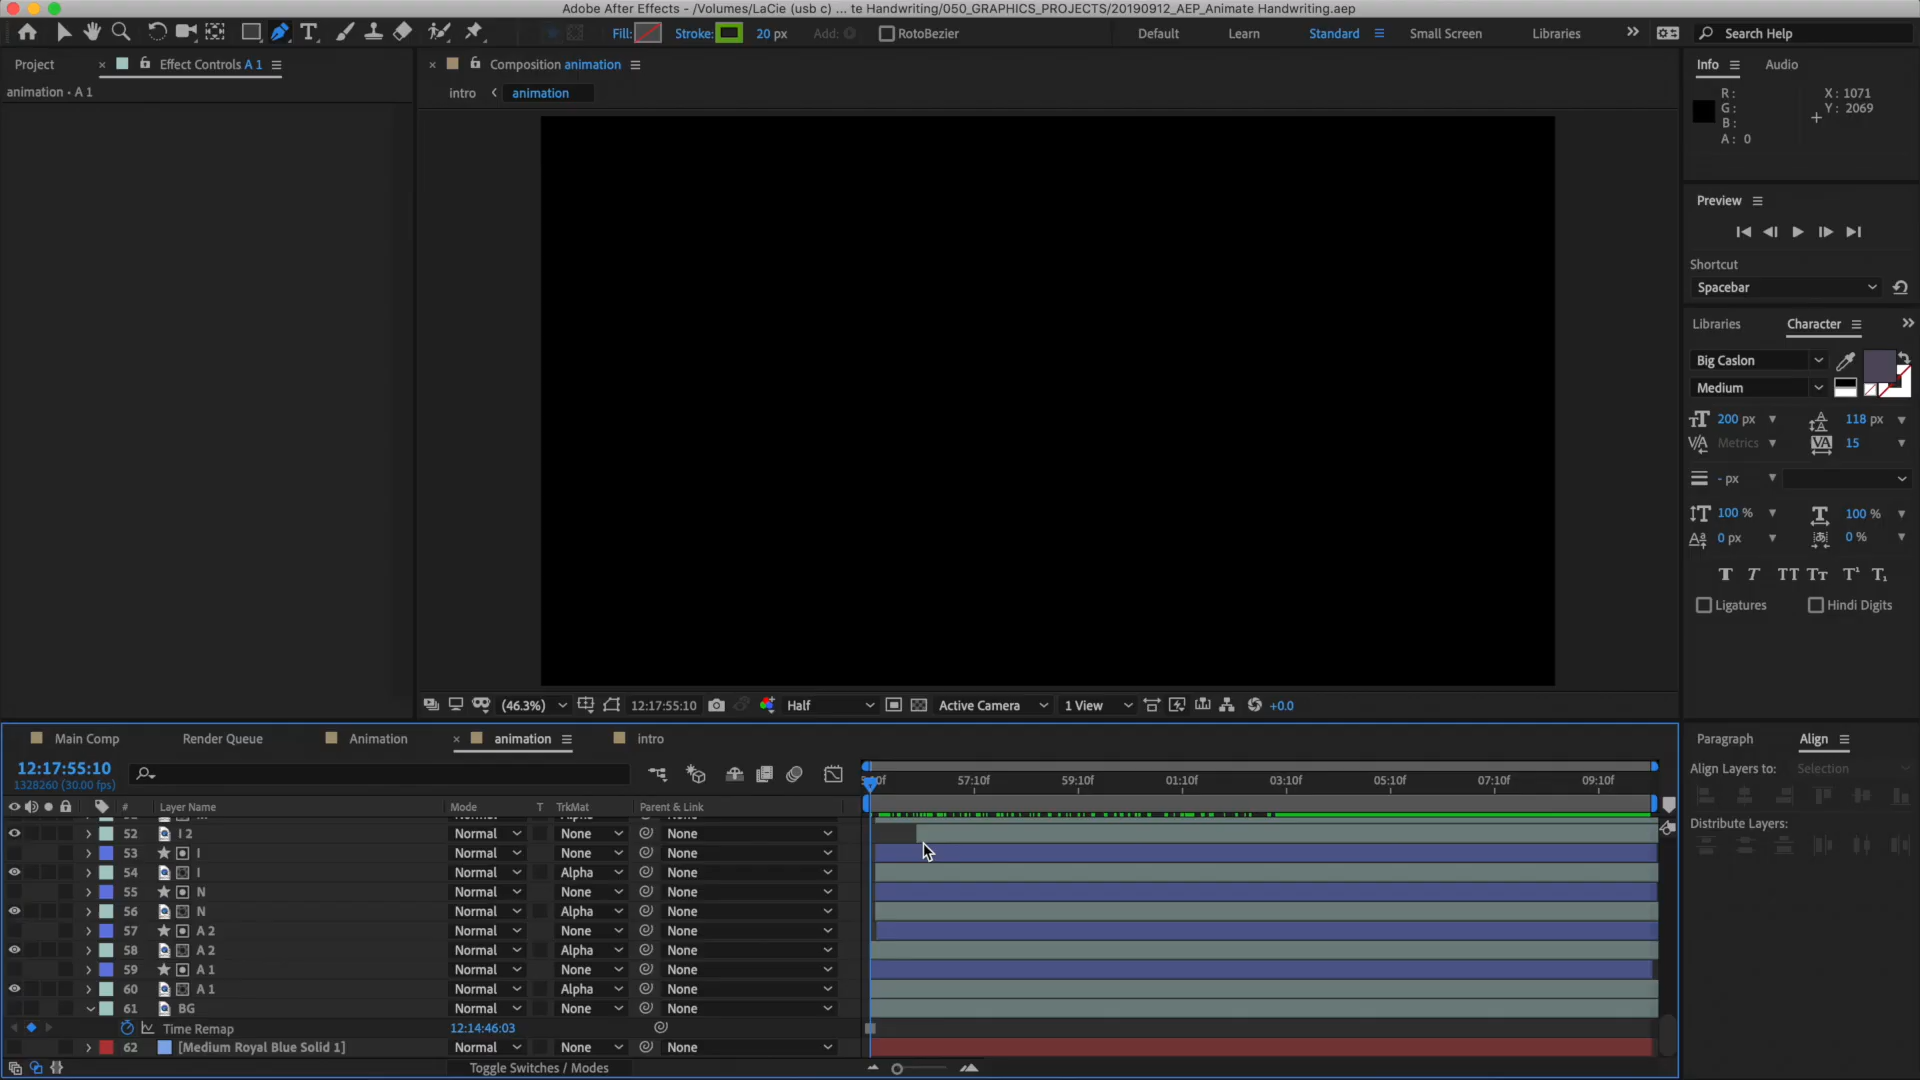 Adobe After Effects - /Volumes/LaCie (usb c) ... te Handwriting/050_GRAPHICS_PROJECTS/20190912_AEP_Animate Handwriting.aep
Fill: Stroke: 20 px Add: RotoBezier Default Learn Standard Small Screen Libraries Search Help
Project Effect Controls A 1 Composition animation Info Audio
animation • A 1 intro animation
R: X: 1071
G: Y: 2069
B:
A: 0
Preview
Shortcut
Spacebar
Libraries Character
Big Caslon
Medium
200 px 118 px
Metrics 15
- px
100 % 100 %
0 px 0 %
Ligatures Hindi Digits
(46.3%) 12:17:55:10 Half Active Camera 1 View +0.0
Main Comp Render Queue Animation animation intro Paragraph Align
12:17:55:10
1328260 (30.00 fps)
57:10f 59:10f 01:10f 03:10f 05:10f 07:10f 09:10f
Align Layers to: Selection
# Layer Name Mode T TrkMat Parent & Link
Distribute Layers:
52 I 2 Normal None None
53 I Normal None None
54 I Normal Alpha None
55 N Normal None None
56 N Normal Alpha None
57 A 2 Normal None None
58 A 2 Normal Alpha None
59 A 1 Normal None None
60 A 1 Normal Alpha None
61 BG Normal None None
Time Remap 12:14:46:03
62 [Medium Royal Blue Solid 1] Normal None None
Toggle Switches / Modes